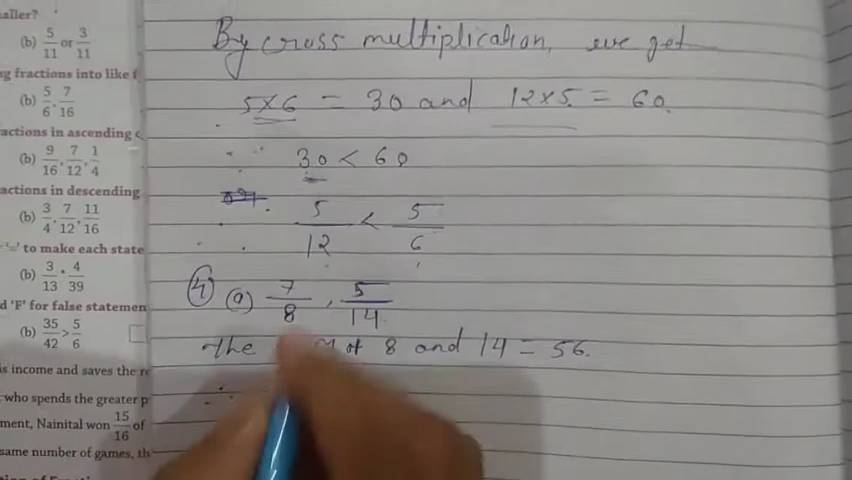 aller?
(b) 5/11 or 3/11
ng fractions into like f
(b) 5/6, 7/16
actions in ascending
(b) 9/16, 7/12, 1/4
actions in descending
(b) 3/4, 7/12, 11/16
'=' to make each state
(b) 3/13 * 4/39
d 'F' for false statemen
(b) 35/42 > 5/6
is income and saves the r
who spends the greater p
ment, Nainital won 15/16 of
same number of games, th
By cross multiplication, we get
5×6 = 30 and 12×5 = 60.
∴ 30 < 60
∴ 5/12 < 5/6
④ (a) 7/8, 5/14
The of 8 and 14 = 56.
∴